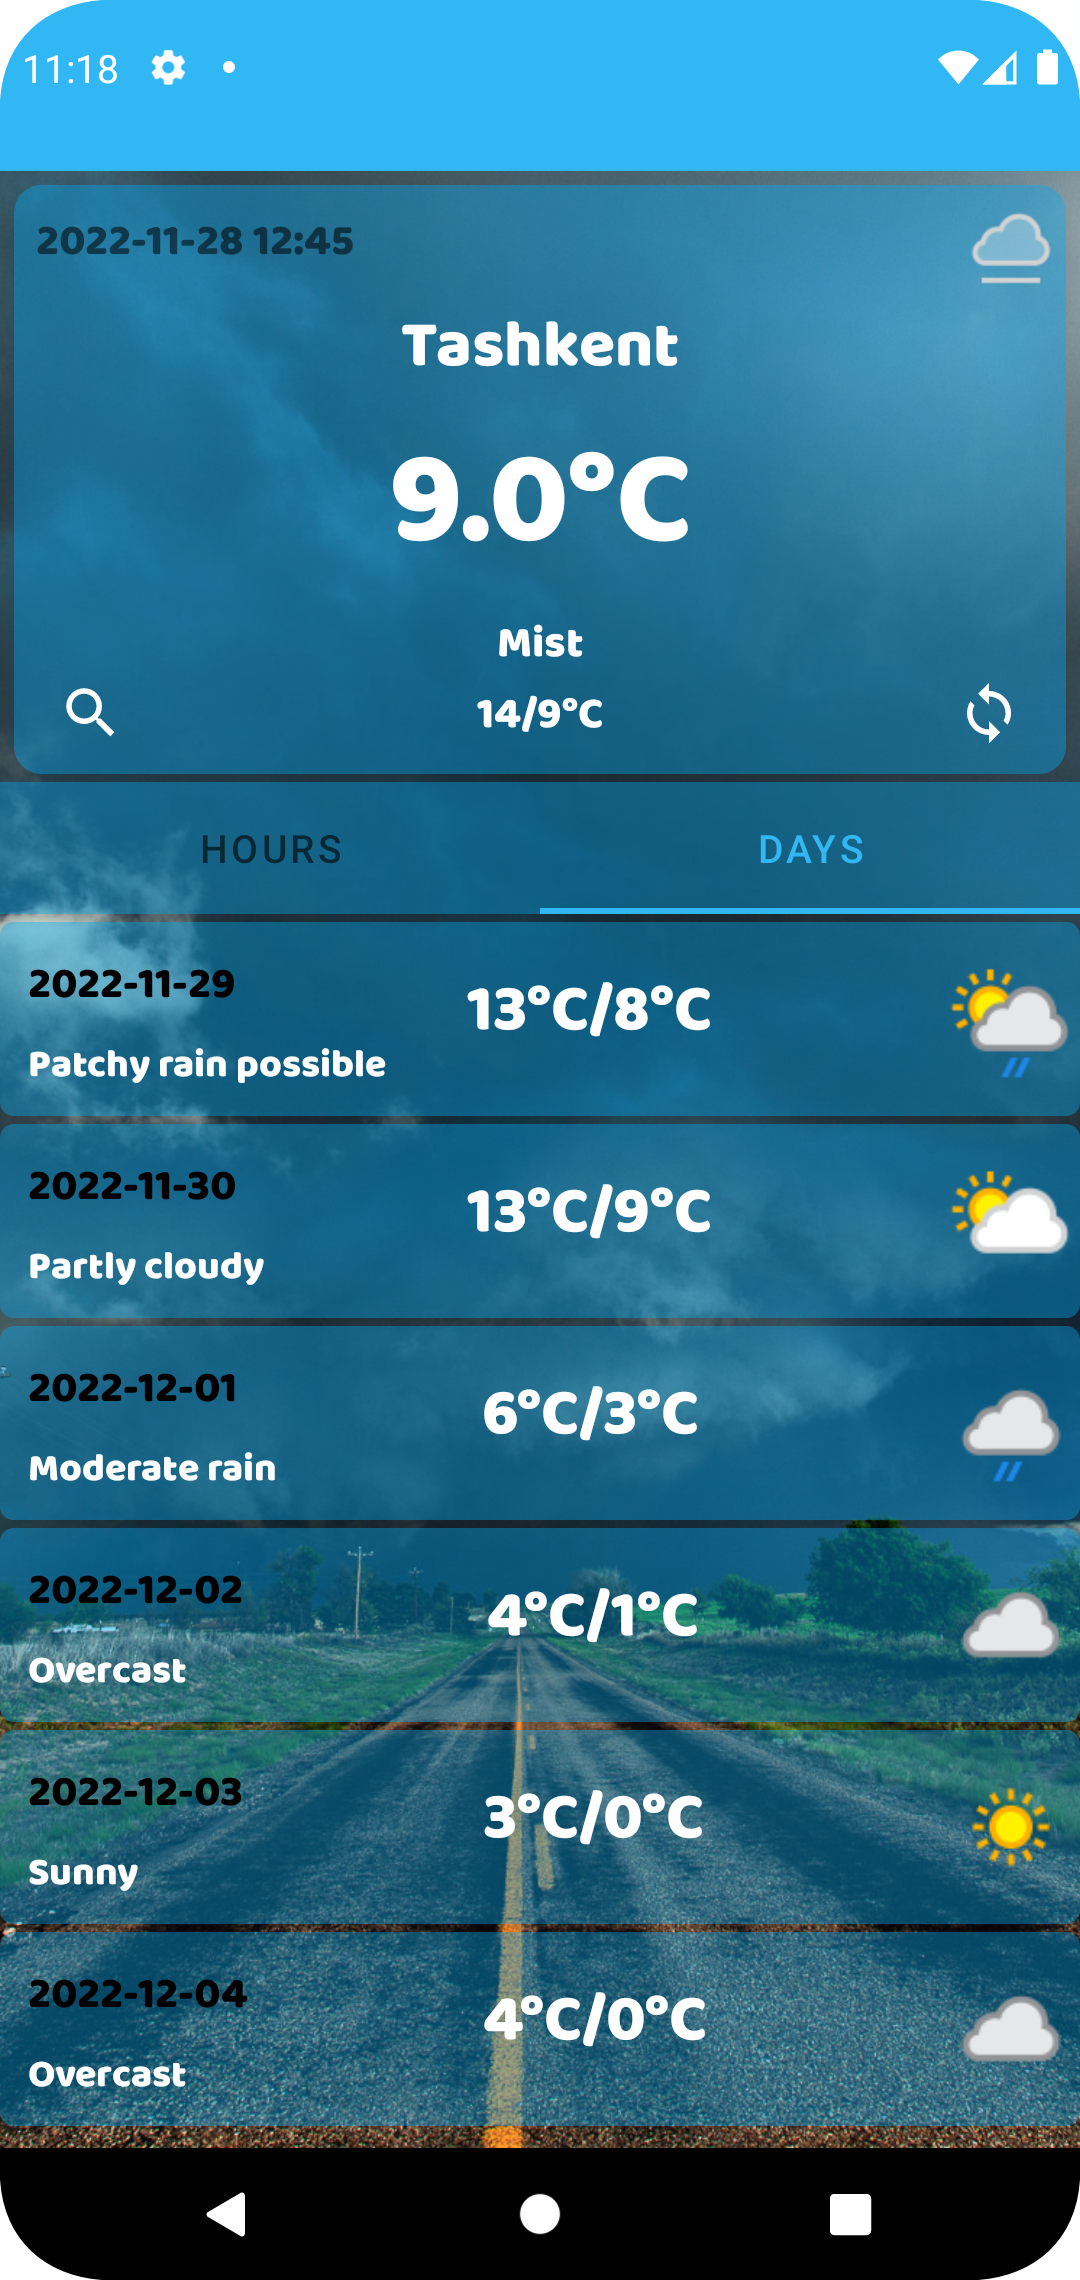 11:18
2022-11-28 12:45
Tashkent
9.0°C
Mist
14/9°C
HOURS
DAYS
2022-11-29
13°C/8°C
Patchy rain possible
2022-11-30
13°C/9°C
Partly cloudy
2022-12-01
6°C/3°C
Moderate rain
2022-12-02
4°C/1°C
Overcast
2022-12-03
3°C/0°C
Sunny
2022-12-04
4°C/0°C
Overcast